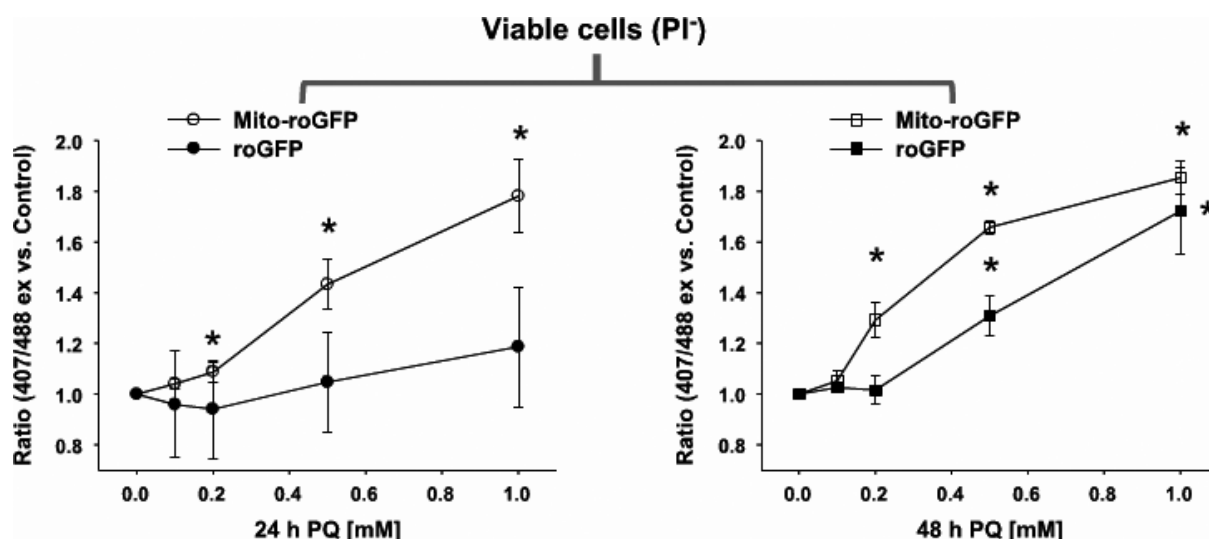 Viable cells (PI⁻)
Mito-roGFP
roGFP
2.0
1.8
1.6
1.4
1.2
1.0
0.8
Ratio (407/488 ex vs. Control)
*
*
*
0.0 0.2 0.4 0.6 0.8 1.0
24 h PQ [mM]
Mito-roGFP
roGFP
2.0
1.8
1.6
1.4
1.2
1.0
0.8
Ratio (407/488 ex vs. Control)
*
*
*
*
*
0.0 0.2 0.4 0.6 0.8 1.0
48 h PQ [mM]